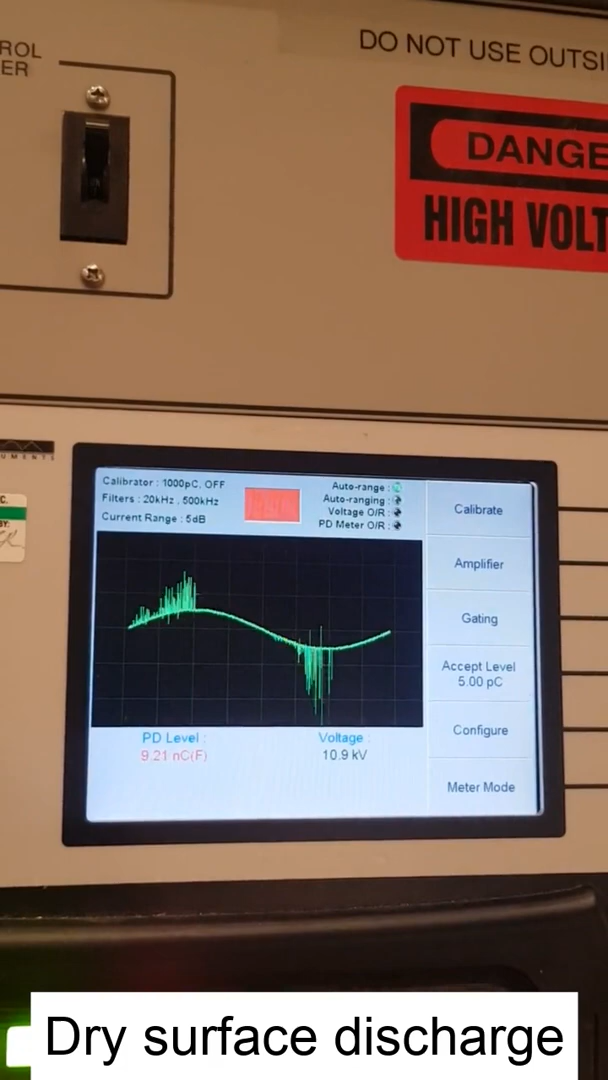 ROL
ER
DO NOT USE OUTSI
DANGE
HIGH VOLT
UMENTS
C.
BY:
Calibrator : 1000pC, OFF
Filters : 20kHz , 500kHz
Current Range : 5dB
Auto-range :
Auto-ranging :
Voltage O/R :
PD Meter O/R :
Calibrate
Amplifier
Gating
Accept Level
5.00 pC
Configure
Meter Mode
PD Level :
9.21 nC(F)
Voltage :
10.9 kV
Dry surface discharge